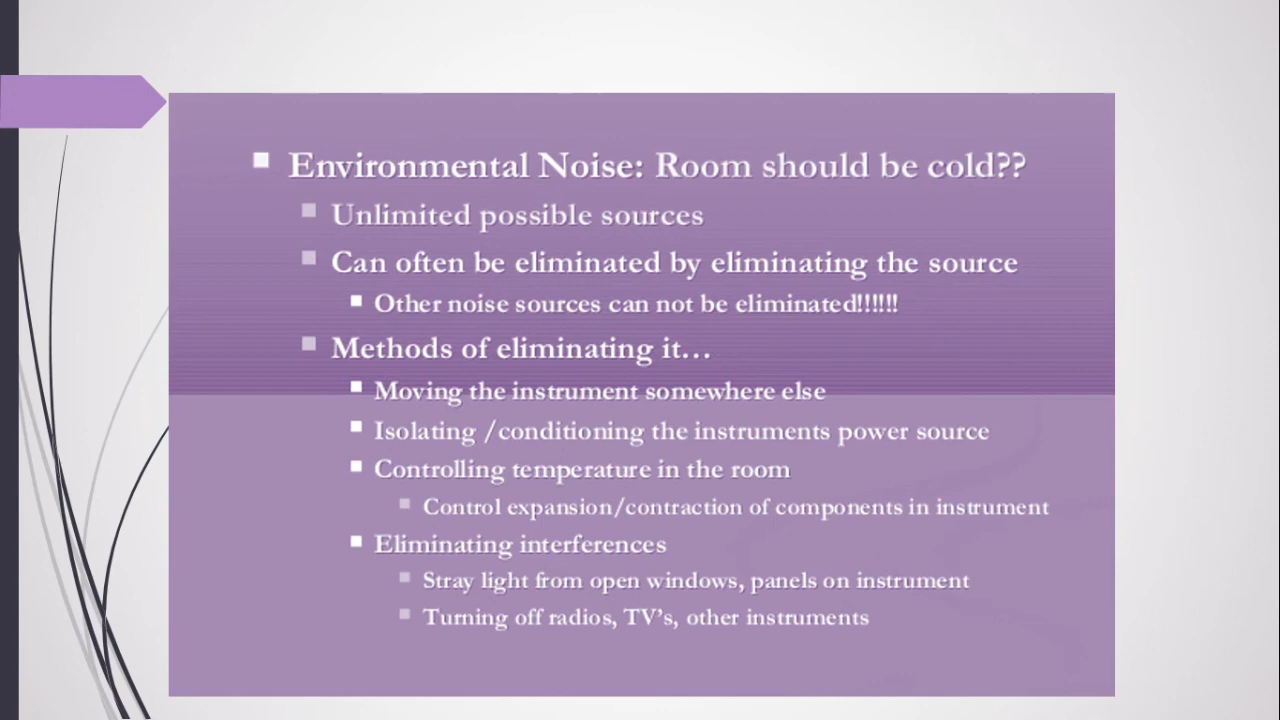 Environmental Noise: Room should be cold??
Unlimited possible sources
Can often be eliminated by eliminating the source
Other noise sources can not be eliminated!!!!!!
Methods of eliminating it…
Moving the instrument somewhere else
Isolating /conditioning the instruments power source
Controlling temperature in the room
Control expansion/contraction of components in instrument
Eliminating interferences
Stray light from open windows, panels on instrument
Turning off radios, TV's, other instruments